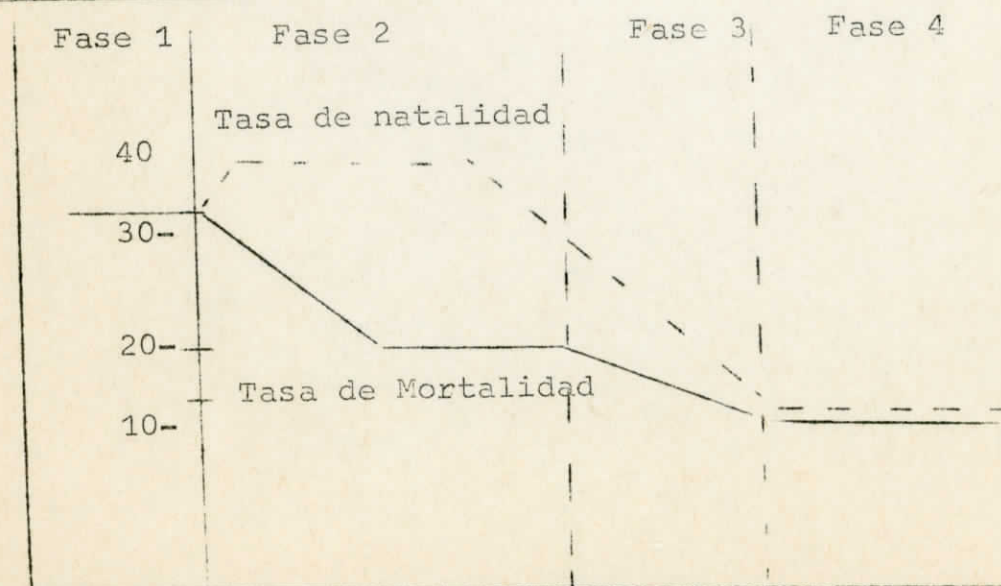 Fase 1 Fase 2 Fase 3 Fase 4
Tasa de natalidad
40
30-
20-
Tasa de Mortalidad
10-